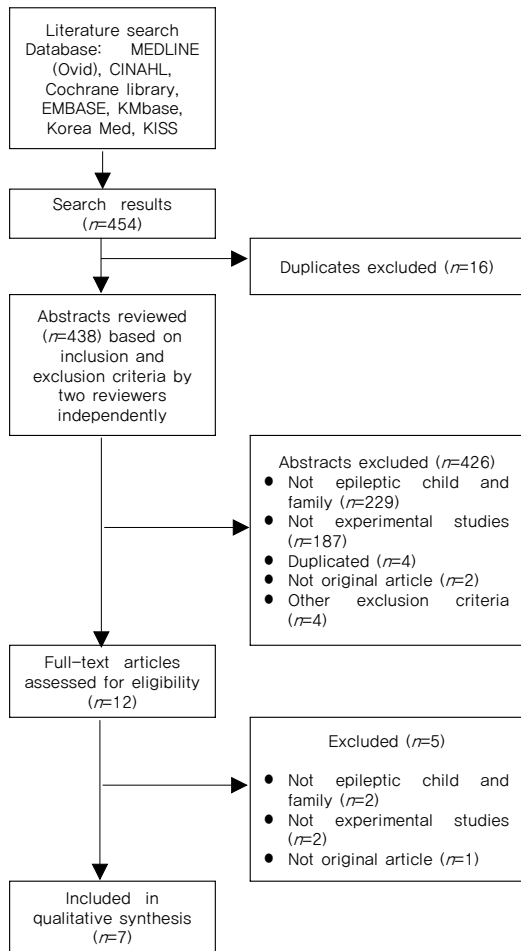 Literature search
Database: MEDLINE
(Ovid), CINAHL,
Cochrane library,
EMBASE, KMbase,
Korea Med, KISS
Search results
(n=454)
Duplicates excluded (n=16)
Abstracts reviewed
(n=438) based on
inclusion and
exclusion criteria by
two reviewers
independently
Abstracts excluded (n=426)
● Not epileptic child and
family (n=229)
● Not experimental studies
(n=187)
● Duplicated (n=4)
● Not original article (n=2)
● Other exclusion criteria
(n=4)
Full-text articles
assessed for eligibility
(n=12)
Excluded (n=5)
● Not epileptic child and
family (n=2)
● Not experimental studies
(n=2)
● Not original article (n=1)
Included in
qualitative synthesis
(n=7)